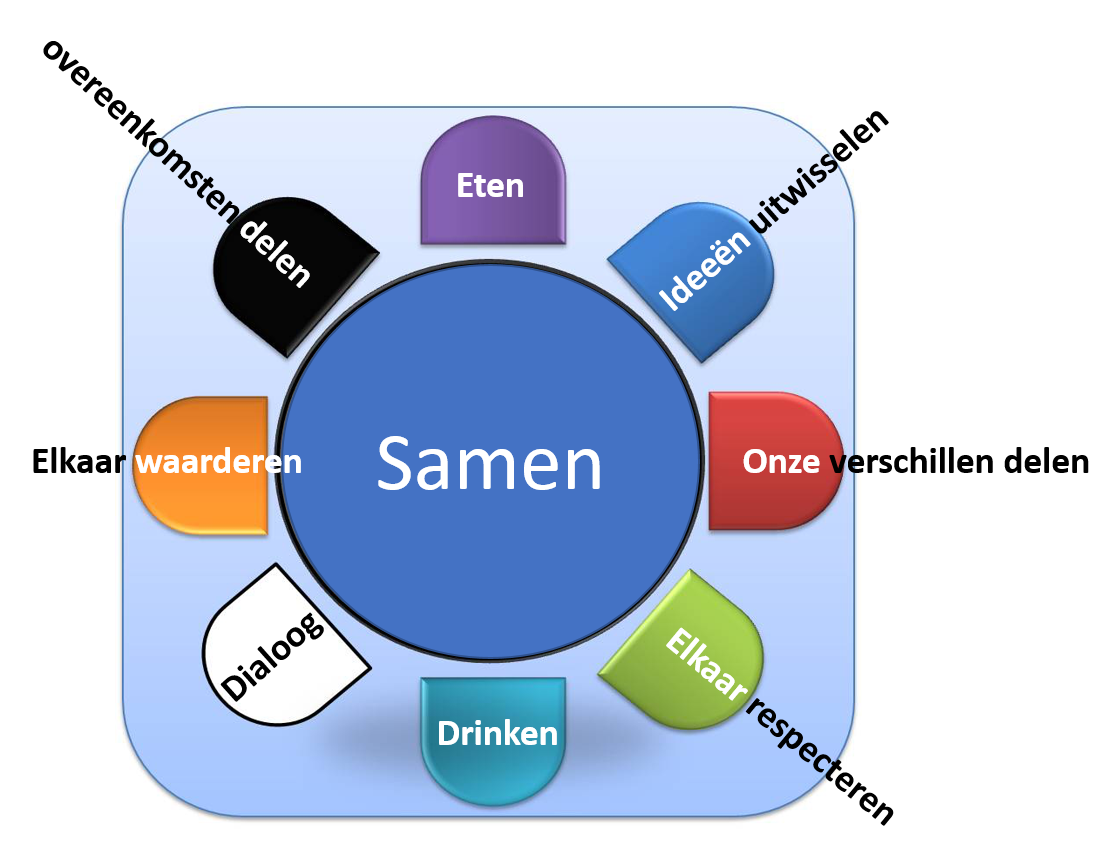 overeenkomsten delen
Eten
Ideeën uitwisselen
Elkaar waarderen
Samen
Onze verschillen delen
Dialoog
Drinken
Elkaar respecteren